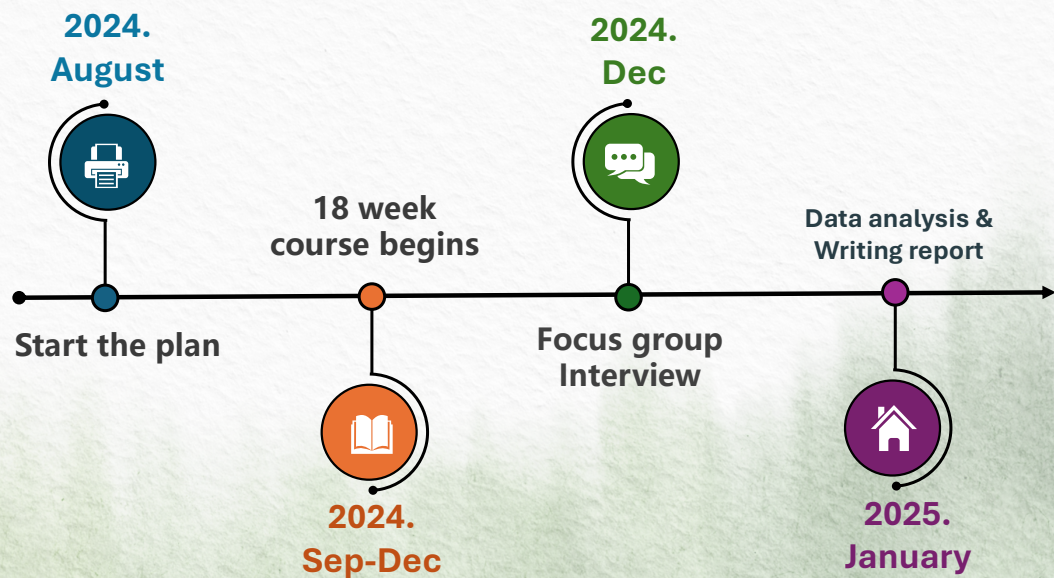 2024.
August
Start the plan
18 week
course begins
2024.
Sep-Dec
2024.
Dec
Focus group
Interview
Data analysis &
Writing report
2025.
January